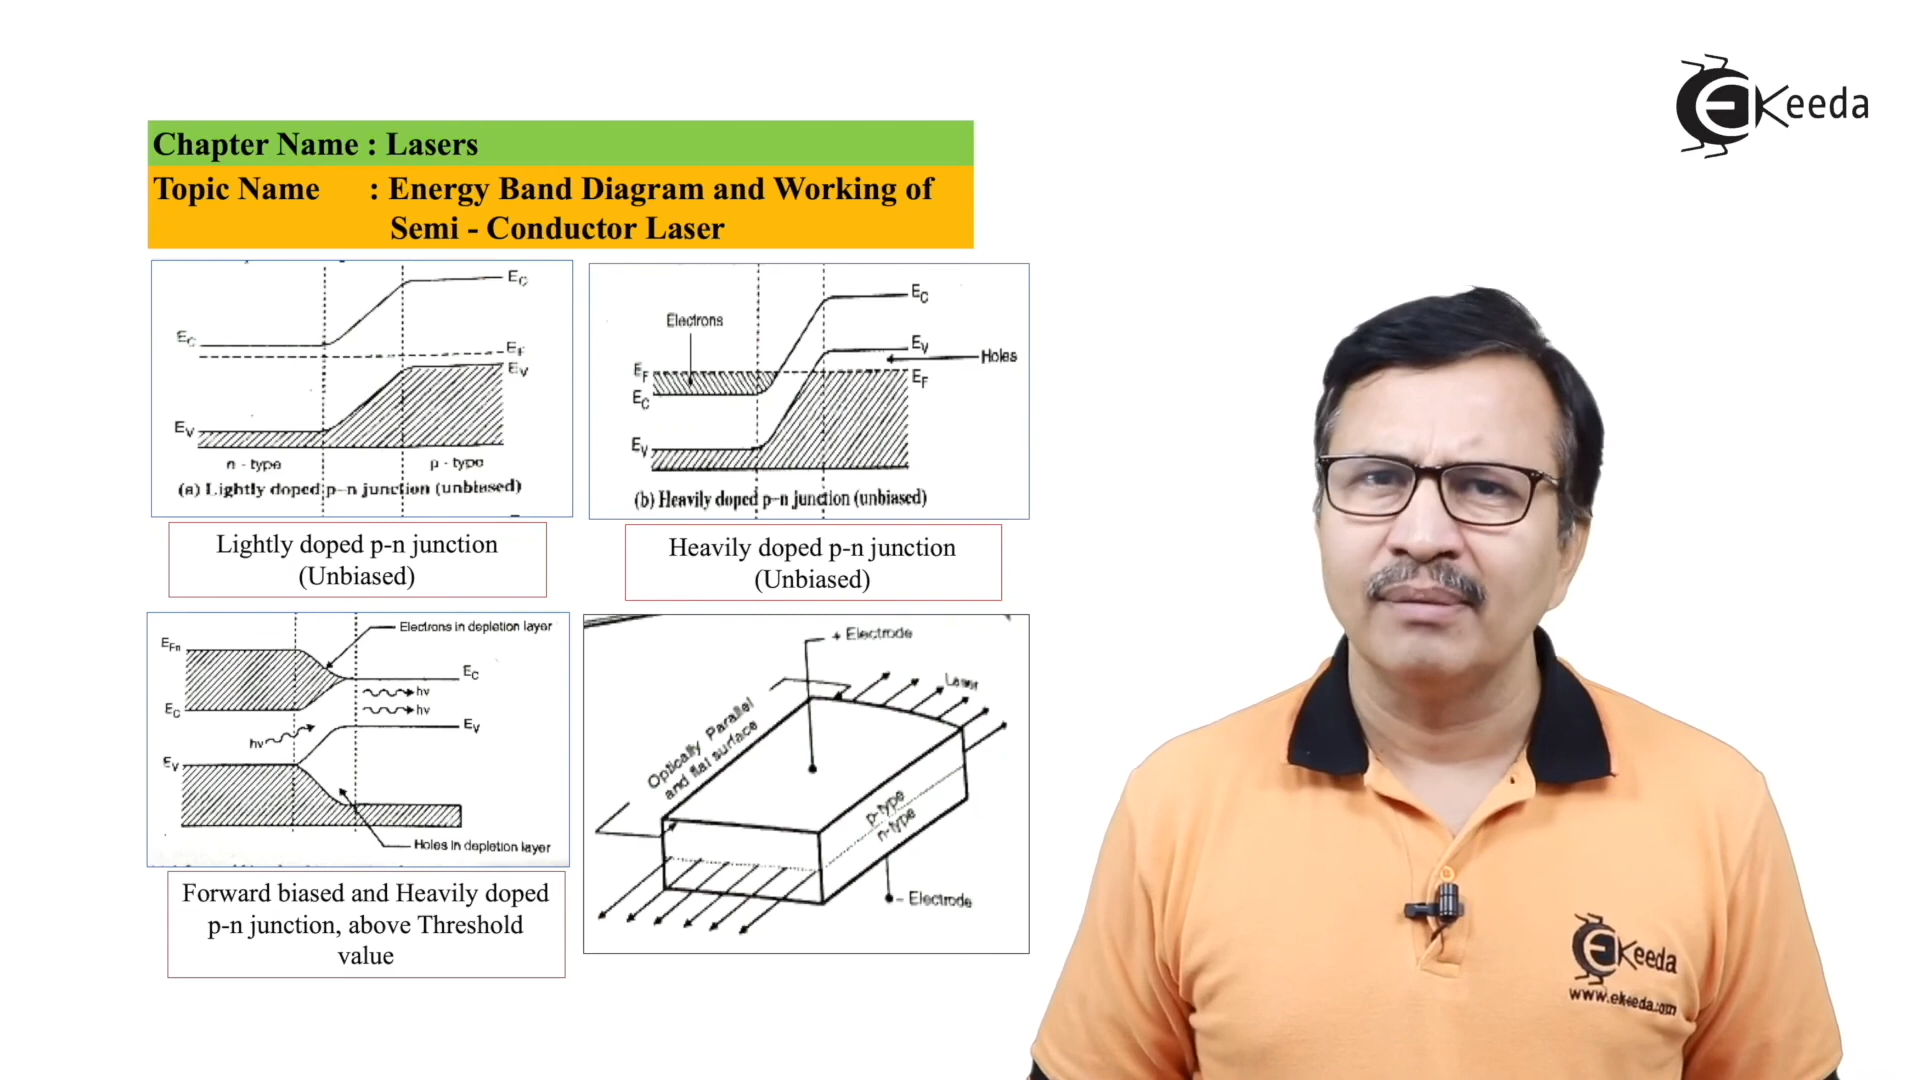 Keeda
Chapter Name : Lasers
Topic Name : Energy Band Diagram and Working of
Semi - Conductor Laser
EC
EC
EF
EV
EV
n - type
p - type
(a) Lightly doped p-n junction (unbiased)
Lightly doped p-n junction
(Unbiased)
Electrons
EC
EV
Holes
EF
EF
EC
EV
(b) Heavily doped p-n junction (unbiased)
Heavily doped p-n junction
(Unbiased)
Electrons in depletion layer
EFn
EC
hν
hν
EC
EV
hν
EV
Holes in depletion layer
Forward biased and Heavily doped
p-n junction, above Threshold
value
+ Electrode
Laser
Optically Parallel
and flat surface
p-type
n-type
- Electrode
EKeeda
www.ekeeda.com